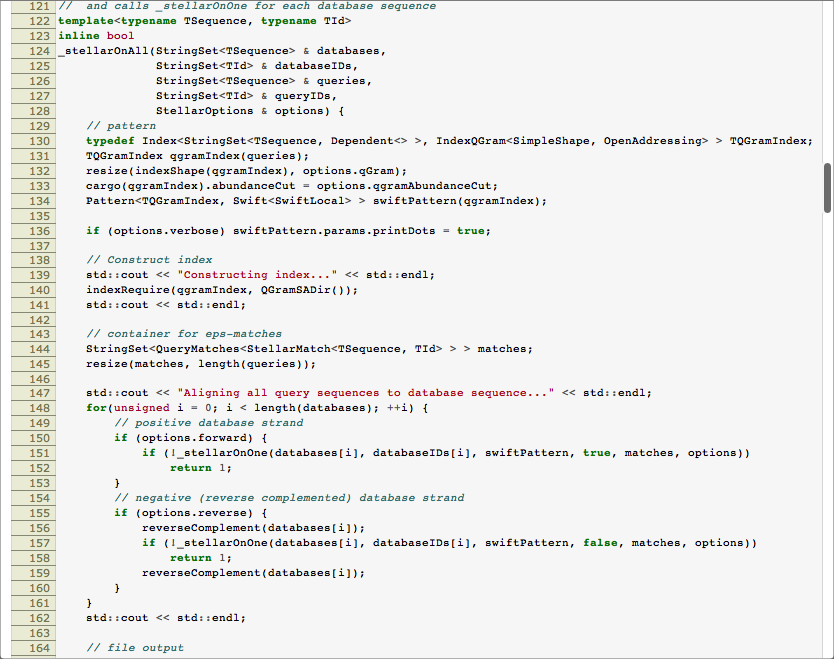 121 //  and calls _stellarOnOne for each database sequence
122 template<typename TSequence, typename TId>
123 inline bool
124 _stellarOnAll(StringSet<TSequence> & databases,
125               StringSet<TId> & databaseIDs,
126               StringSet<TSequence> & queries,
127               StringSet<TId> & queryIDs,
128               StellarOptions & options) {
129     // pattern
130     typedef Index<StringSet<TSequence, Dependent<> >, IndexQGram<SimpleShape, OpenAddressing> > TQGramIndex;
131     TQGramIndex qgramIndex(queries);
132     resize(indexShape(qgramIndex), options.qGram);
133     cargo(qgramIndex).abundanceCut = options.qgramAbundanceCut;
134     Pattern<TQGramIndex, Swift<SwiftLocal> > swiftPattern(qgramIndex);
135
136     if (options.verbose) swiftPattern.params.printDots = true;
137
138     // Construct index
139     std::cout << "Constructing index..." << std::endl;
140     indexRequire(qgramIndex, QGramSADir());
141     std::cout << std::endl;
142
143     // container for eps-matches
144     StringSet<QueryMatches<StellarMatch<TSequence, TId> > > matches;
145     resize(matches, length(queries));
146
147     std::cout << "Aligning all query sequences to database sequence..." << std::endl;
148     for(unsigned i = 0; i < length(databases); ++i) {
149         // positive database strand
150         if (options.forward) {
151             if (!_stellarOnOne(databases[i], databaseIDs[i], swiftPattern, true, matches, options))
152                 return 1;
153         }
154         // negative (reverse complemented) database strand
155         if (options.reverse) {
156             reverseComplement(databases[i]);
157             if (!_stellarOnOne(databases[i], databaseIDs[i], swiftPattern, false, matches, options))
158                 return 1;
159             reverseComplement(databases[i]);
160         }
161     }
162     std::cout << std::endl;
163
164     // file output